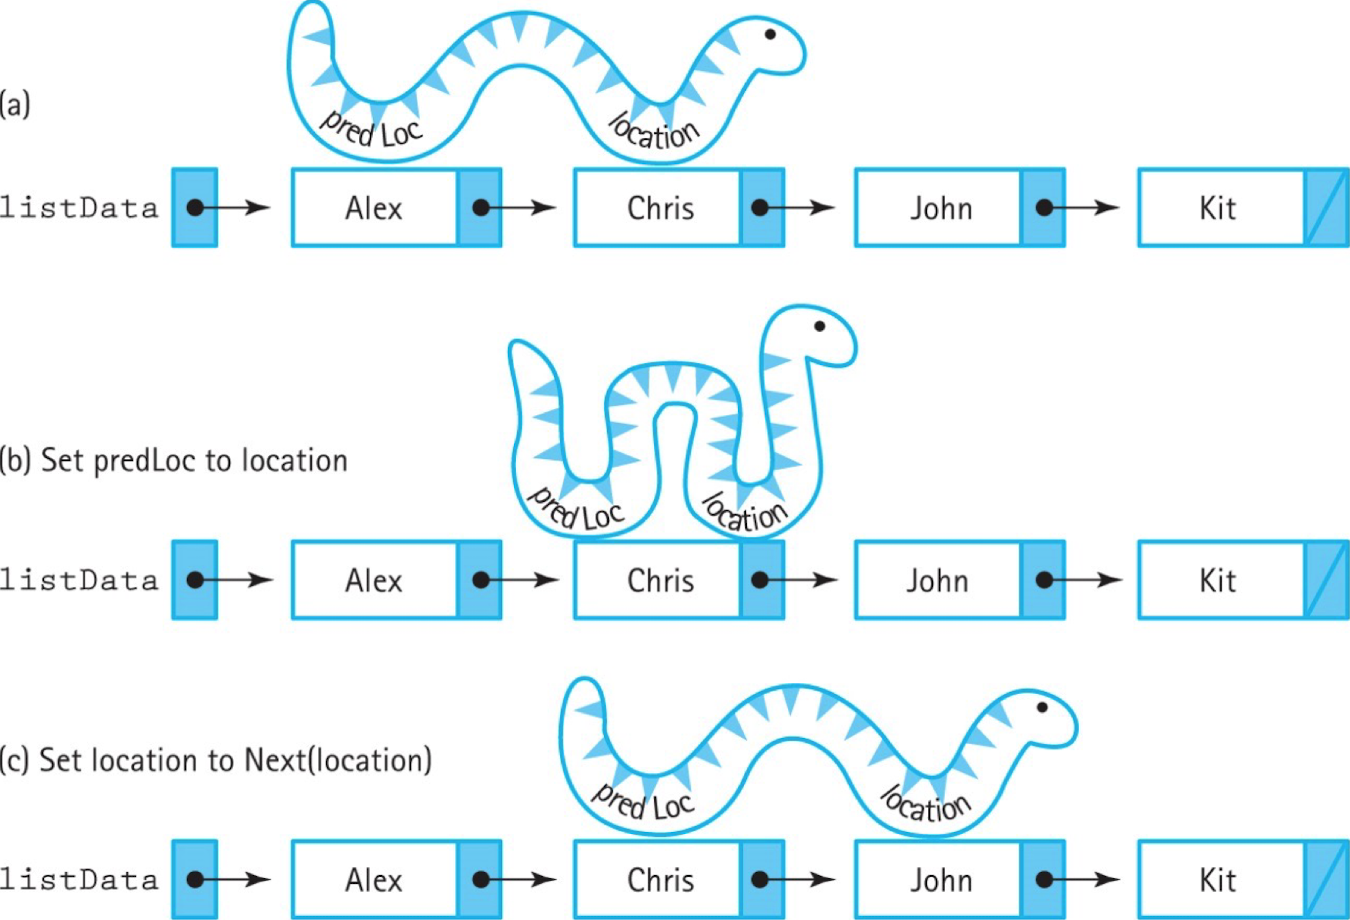 (a)
pred Loc
location
listData Alex Chris John Kit
(b) Set predLoc to location
pred Loc
location
listData Alex Chris John Kit
(c) Set location to Next(location)
pred Loc
location
listData Alex Chris John Kit